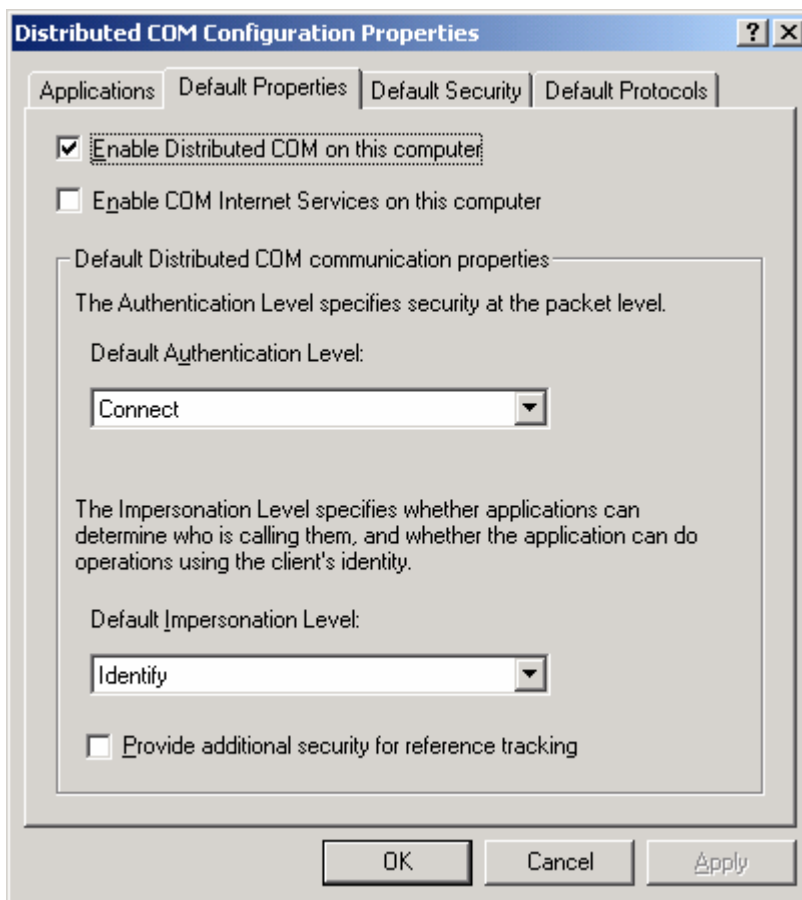 Distributed COM Configuration Properties
Applications
Default Properties
Default Security
Default Protocols
Enable Distributed COM on this computer
Enable COM Internet Services on this computer
Default Distributed COM communication properties
The Authentication Level specifies security at the packet level.
Default Authentication Level:
Connect
The Impersonation Level specifies whether applications can
determine who is calling them, and whether the application can do
operations using the client's identity.
Default Impersonation Level:
Identify
Provide additional security for reference tracking
OK
Cancel
Apply